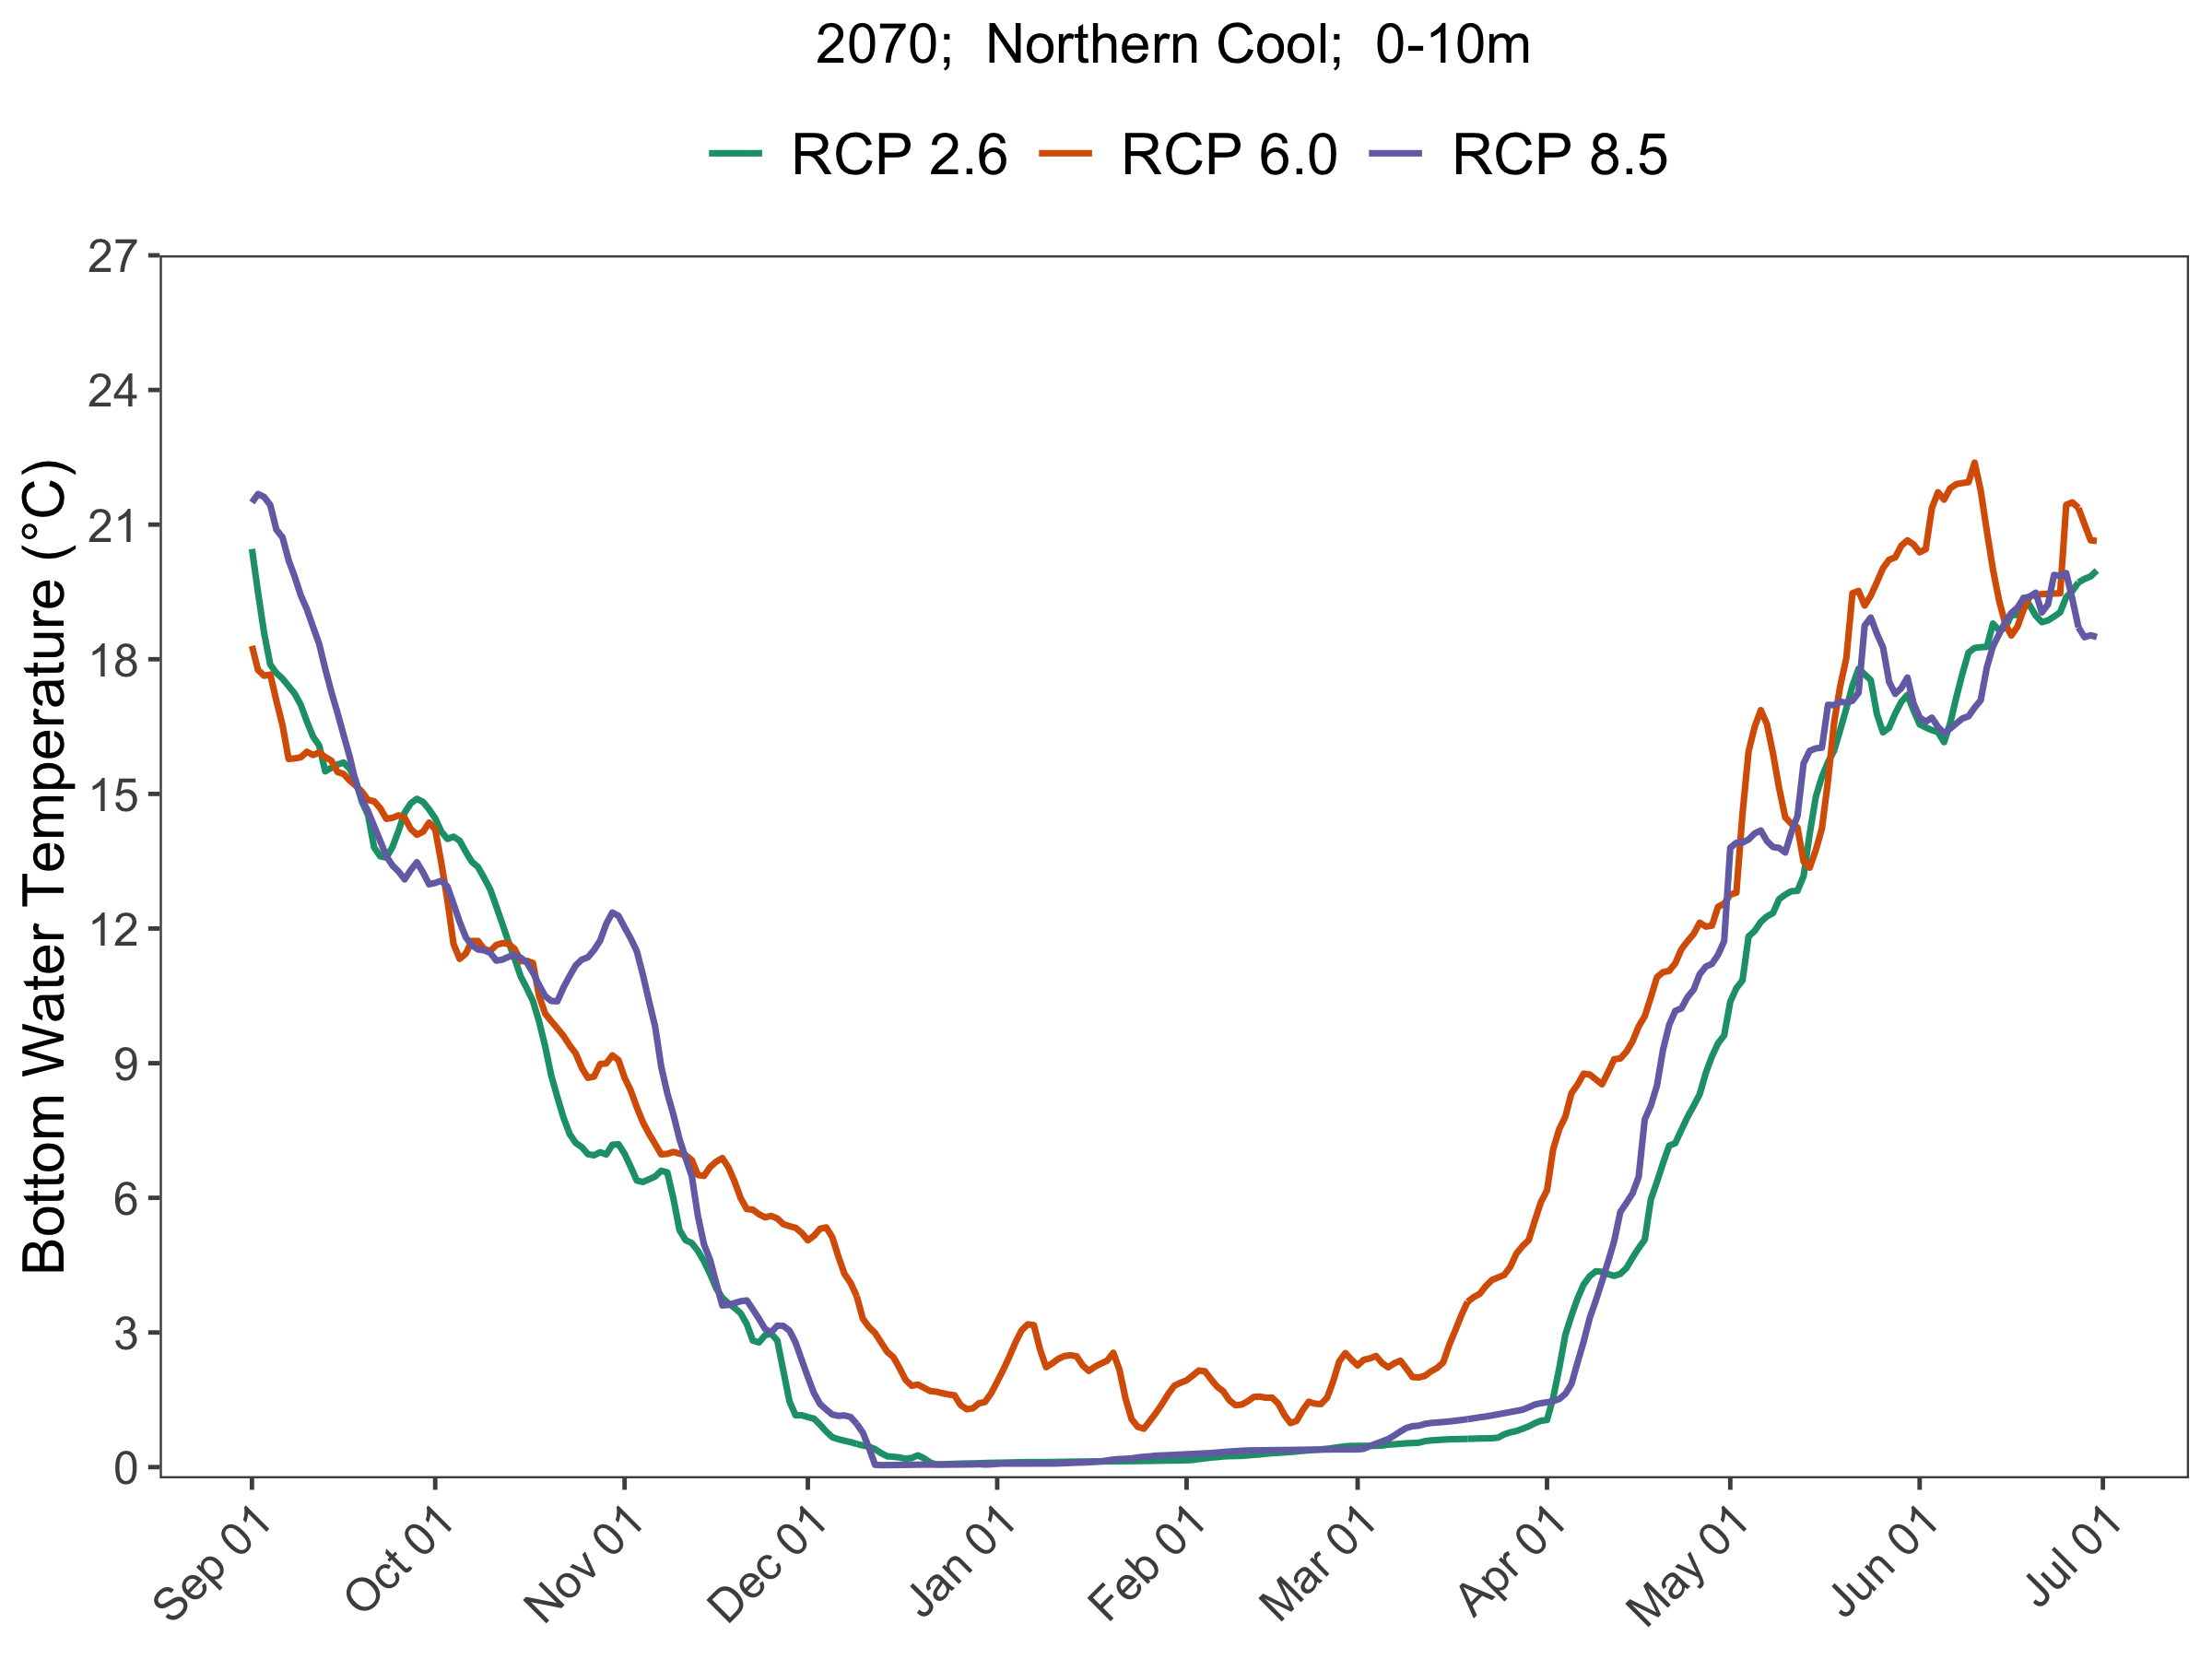 2070; Northern Cool; 0-10m
RCP 2.6 RCP 6.0 RCP 8.5
Bottom Water Temperature (°C)
27
24
21
18
15
12
9
6
3
0
Sep 01
Oct 01
Nov 01
Dec 01
Jan 01
Feb 01
Mar 01
Apr 01
May 01
Jun 01
Jul 01